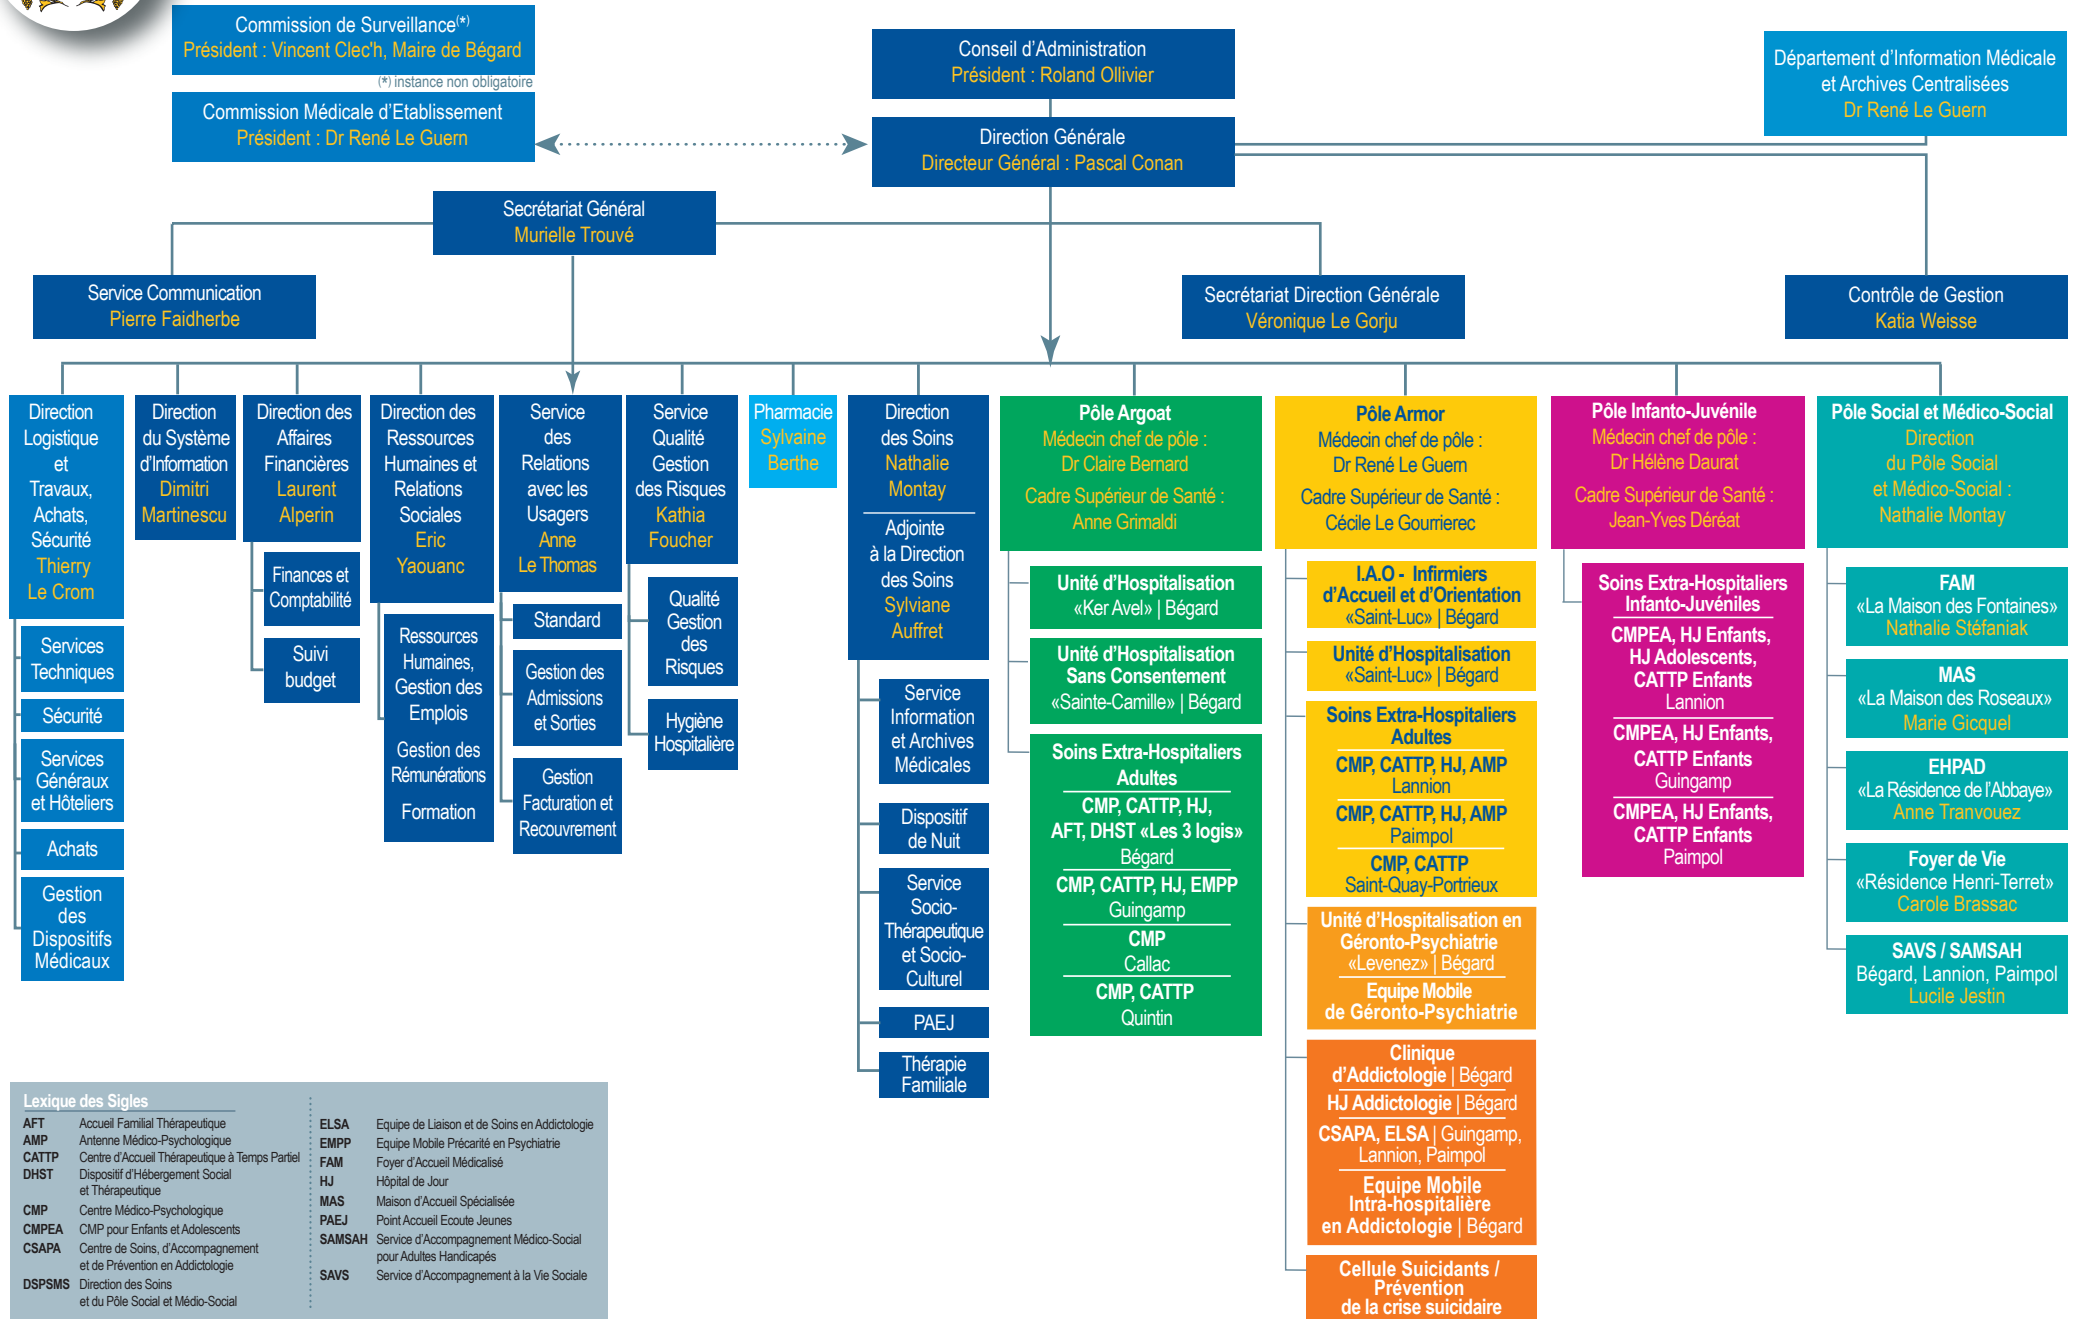 Commission de Surveillance(*)
Président : Vincent Clec'h, Maire de Bégard
(*) instance non obligatoire
Commission Médicale d'Etablissement
Président : Dr René Le Guern
Conseil d'Administration
Président : Roland Ollivier
Direction Générale
Directeur Général : Pascal Conan
Département d'Information Médicale
et Archives Centralisées
Dr René Le Guern
Secrétariat Général
Murielle Trouvé
Service Communication
Pierre Faidherbe
Secrétariat Direction Générale
Véronique Le Gorju
Contrôle de Gestion
Katia Weisse
Direction
Logistique
et
Travaux,
Achats,
Sécurité
Thierry
Le Crom
Services
Techniques
Sécurité
Services
Généraux
et Hôteliers
Achats
Gestion
des
Dispositifs
Médicaux
Direction
du Système
d'Information
Dimitri
Martinescu
Direction des
Affaires
Financières
Laurent
Alperin
Finances et
Comptabilité
Suivi
budget
Direction des
Ressources
Humaines et
Relations
Sociales
Eric
Yaouanc
Ressources
Humaines,
Gestion des
Emplois
Gestion des
Rémunérations
Formation
Service
des
Relations
avec les
Usagers
Anne
Le Thomas
Standard
Gestion des
Admissions
et Sorties
Gestion
Facturation et
Recouvrement
Service
Qualité
Gestion
des Risques
Kathia
Foucher
Qualité
Gestion
des
Risques
Hygiène
Hospitalière
Pharmacie
Sylvaine
Berthe
Direction
des Soins
Nathalie
Montay
Adjointe
à la Direction
des Soins
Sylviane
Auffret
Service
Information
et Archives
Médicales
Dispositif
de Nuit
Service
Socio-
Thérapeutique
et Socio-
Culturel
PAEJ
Thérapie
Familiale
Pôle Argoat
Médecin chef de pôle :
Dr Claire Bernard
Cadre Supérieur de Santé :
Anne Grimaldi
Unité d'Hospitalisation
«Ker Avel» | Bégard
Unité d'Hospitalisation
Sans Consentement
«Sainte-Camille» | Bégard
Soins Extra-Hospitaliers
Adultes
CMP, CATTP, HJ,
AFT, DHST «Les 3 logis»
Bégard
CMP, CATTP, HJ, EMPP
Guingamp
CMP
Callac
CMP, CATTP
Quintin
Pôle Armor
Médecin chef de pôle :
Dr René Le Guern
Cadre Supérieur de Santé :
Cécile Le Gourrierec
I.A.O - Infirmiers
d'Accueil et d'Orientation
«Saint-Luc» | Bégard
Unité d'Hospitalisation
«Saint-Luc» | Bégard
Soins Extra-Hospitaliers
Adultes
CMP, CATTP, HJ, AMP
Lannion
CMP, CATTP, HJ, AMP
Paimpol
CMP, CATTP
Saint-Quay-Portrieux
Unité d'Hospitalisation en
Géronto-Psychiatrie
«Levenez» | Bégard
Equipe Mobile
de Géronto-Psychiatrie
Clinique
d'Addictologie | Bégard
HJ Addictologie | Bégard
CSAPA, ELSA | Guingamp,
Lannion, Paimpol
Equipe Mobile
Intra-hospitalière
en Addictologie | Bégard
Cellule Suicidants /
Prévention
de la crise suicidaire
Pôle Infanto-Juvénile
Médecin chef de pôle :
Dr Hélène Daurat
Cadre Supérieur de Santé :
Jean-Yves Déréat
Soins Extra-Hospitaliers
Infanto-Juvéniles
CMPEA, HJ Enfants,
HJ Adolescents,
CATTP Enfants
Lannion
CMPEA, HJ Enfants,
CATTP Enfants
Guingamp
CMPEA, HJ Enfants,
CATTP Enfants
Paimpol
Pôle Social et Médico-Social
Direction
du Pôle Social
et Médico-Social :
Nathalie Montay
FAM
«La Maison des Fontaines»
Nathalie Stéfaniak
MAS
«La Maison des Roseaux»
Marie Gicquel
EHPAD
«La Résidence de l'Abbaye»
Anne Tranvouez
Foyer de Vie
«Résidence Henri-Terret»
Carole Brassac
SAVS / SAMSAH
Bégard, Lannion, Paimpol
Lucile Jestin
Lexique des Sigles
AFT Accueil Familial Thérapeutique
AMP Antenne Médico-Psychologique
CATTP Centre d'Accueil Thérapeutique à Temps Partiel
DHST Dispositif d'Hébergement Social
et Thérapeutique
CMP Centre Médico-Psychologique
CMPEA CMP pour Enfants et Adolescents
CSAPA Centre de Soins, d'Accompagnement
et de Prévention en Addictologie
DSPSMS Direction des Soins
et du Pôle Social et Médio-Social
ELSA Equipe de Liaison et de Soins en Addictologie
EMPP Equipe Mobile Précarité en Psychiatrie
FAM Foyer d'Accueil Médicalisé
HJ Hôpital de Jour
MAS Maison d'Accueil Spécialisée
PAEJ Point Accueil Ecoute Jeunes
SAMSAH Service d'Accompagnement Médico-Social
pour Adultes Handicapés
SAVS Service d'Accompagnement à la Vie Sociale